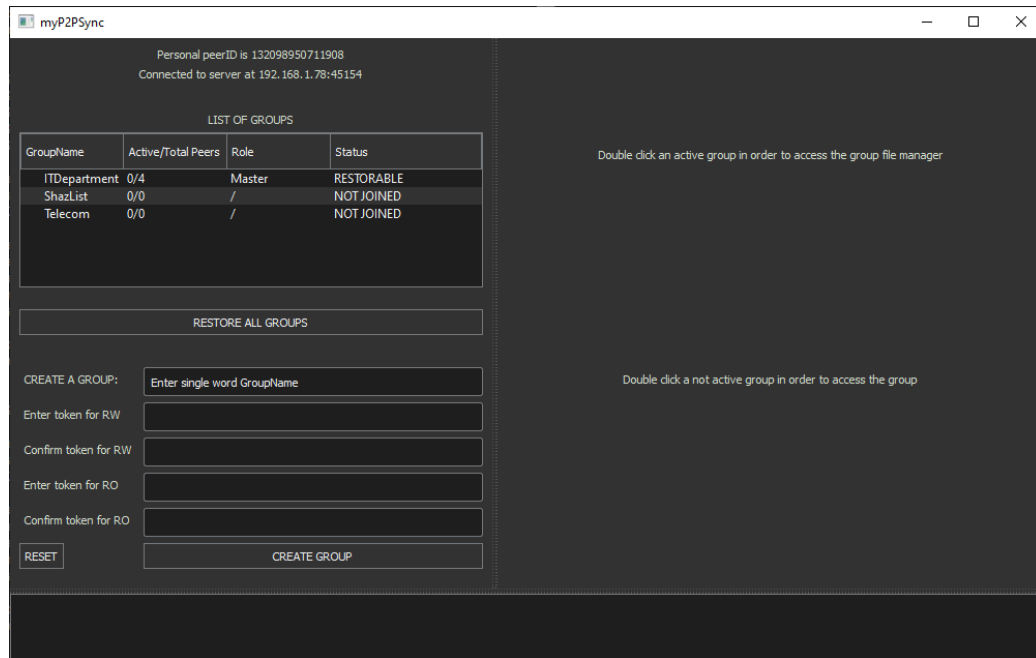 myP2PSync
Personal peerID is 132098950711908
Connected to server at 192.168.1.78:45154
LIST OF GROUPS
GroupName Active/Total Peers Role Status
ITDepartment 0/4 Master RESTORABLE
ShazList 0/0 / NOT JOINED
Telecom 0/0 / NOT JOINED
RESTORE ALL GROUPS
CREATE A GROUP: Enter single word GroupName
Enter token for RW
Confirm token for RW
Enter token for RO
Confirm token for RO
RESET CREATE GROUP
Double click an active group in order to access the group file manager
Double click a not active group in order to access the group